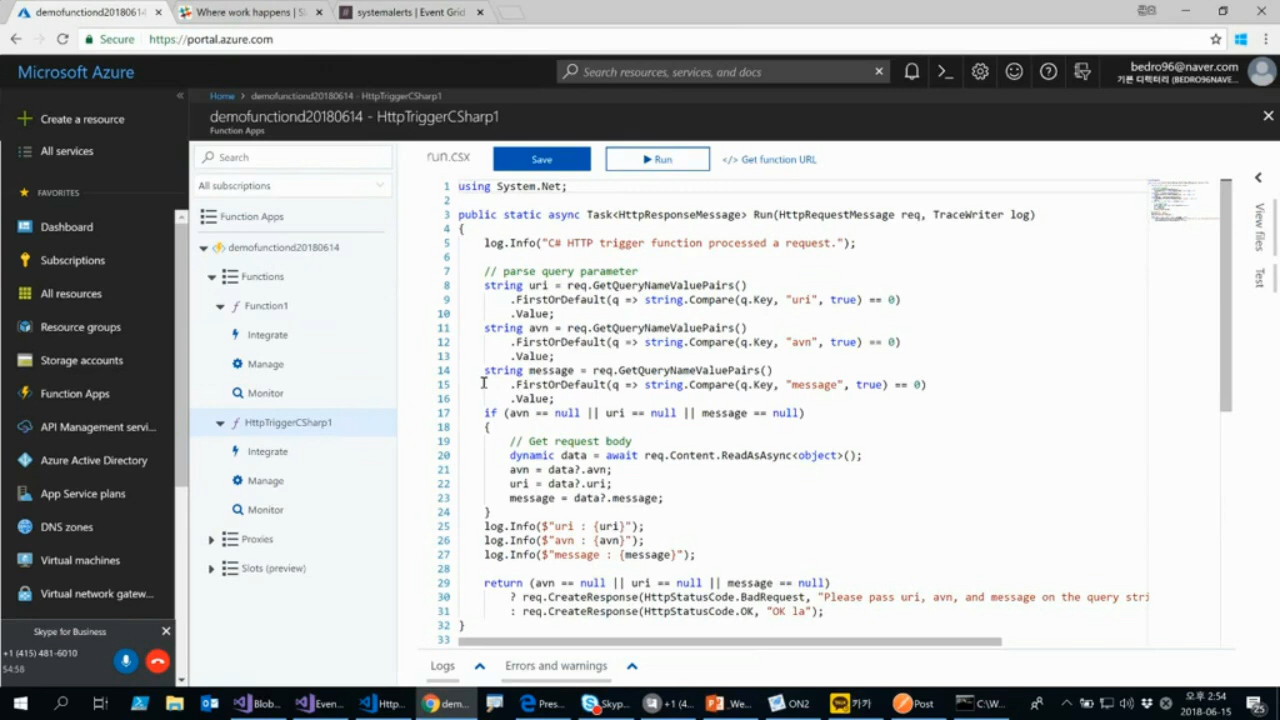 demofunctiond20180614
Where work happens | S
systemalerts | Event Grid
Secure
https://portal.azure.com
Microsoft Azure
Search resources, services, and docs
bedro96@naver.com
기본 디렉터리 (BEDRO96NAVE...
Create a resource
All services
FAVORITES
Dashboard
Subscriptions
All resources
Resource groups
Storage accounts
Function Apps
API Management servi...
Azure Active Directory
App Service plans
DNS zones
Virtual machines
Virtual network gatew...
Skype for Business
+1 (415) 481-6010
54:58
Home > demofunctiond20180614 - HttpTriggerCSharp1
demofunctiond20180614 - HttpTriggerCSharp1
Function Apps
Search
All subscriptions
Function Apps
demofunctiond20180614
Functions
Function1
Integrate
Manage
Monitor
HttpTriggerCSharp1
Integrate
Manage
Monitor
Proxies
Slots (preview)
run.csx
Save
Run
</> Get function URL
View files
Test
1 using System.Net;
2
3 public static async Task<HttpResponseMessage> Run(HttpRequestMessage req, TraceWriter log)
4 {
5 log.Info("C# HTTP trigger function processed a request.");
6
7 // parse query parameter
8 string uri = req.GetQueryNameValuePairs()
9 .FirstOrDefault(q => string.Compare(q.Key, "uri", true) == 0)
10 .Value;
11 string avn = req.GetQueryNameValuePairs()
12 .FirstOrDefault(q => string.Compare(q.Key, "avn", true) == 0)
13 .Value;
14 string message = req.GetQueryNameValuePairs()
15 .FirstOrDefault(q => string.Compare(q.Key, "message", true) == 0)
16 .Value;
17 if (avn == null || uri == null || message == null)
18 {
19 // Get request body
20 dynamic data = await req.Content.ReadAsAsync<object>();
21 avn = data?.avn;
22 uri = data?.uri;
23 message = data?.message;
24 }
25 log.Info($"uri : {uri}");
26 log.Info($"avn : {avn}");
27 log.Info($"message : {message}");
28
29 return (avn == null || uri == null || message == null)
30 ? req.CreateResponse(HttpStatusCode.BadRequest, "Please pass uri, avn, and message on the query stri
31 : req.CreateResponse(HttpStatusCode.OK, "OK la");
32 }
33
Logs
Errors and warnings
Blob...
Even...
Http...
dem...
Pres...
Skyp...
+1 (4...
_We...
ON2
카카
Post
C:\W...
오후 2:54
2018-06-15
25